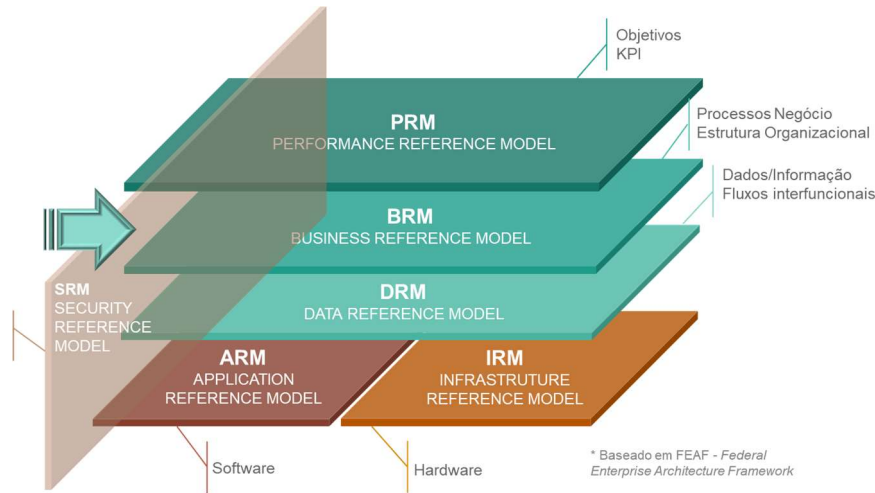 Objetivos
KPI
PRM
PERFORMANCE REFERENCE MODEL
Processos Negócio
Estrutura Organizacional
Dados/Informação
Fluxos interfuncionais
BRM
BUSINESS REFERENCE MODEL
SRM
SECURITY
REFERENCE
MODEL
DRM
DATA REFERENCE MODEL
ARM
APPLICATION
REFERENCE MODEL
IRM
INFRASTRUTURE
REFERENCE MODEL
Software
Hardware
* Baseado em FEAF - Federal
Enterprise Architecture Framework